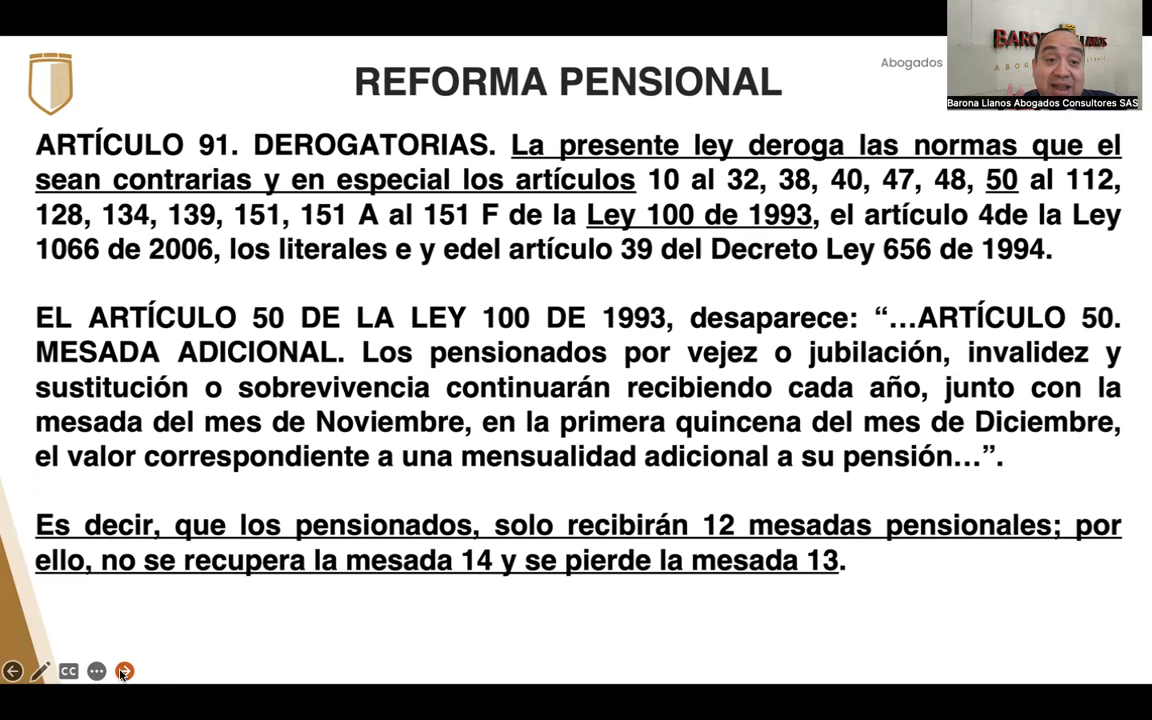 BARONA LLANOS
Abogados
Barona Llanos Abogados Consultores SAS
REFORMA PENSIONAL
ARTÍCULO 91. DEROGATORIAS. La presente ley deroga las normas que el
sean contrarias y en especial los artículos 10 al 32, 38, 40, 47, 48, 50 al 112,
128, 134, 139, 151, 151 A al 151 F de la Ley 100 de 1993, el artículo 4de la Ley
1066 de 2006, los literales e y edel artículo 39 del Decreto Ley 656 de 1994.
EL ARTÍCULO 50 DE LA LEY 100 DE 1993, desaparece: “…ARTÍCULO 50.
MESADA ADICIONAL. Los pensionados por vejez o jubilación, invalidez y
sustitución o sobrevivencia continuarán recibiendo cada año, junto con la
mesada del mes de Noviembre, en la primera quincena del mes de Diciembre,
el valor correspondiente a una mensualidad adicional a su pensión…”.
Es decir, que los pensionados, solo recibirán 12 mesadas pensionales; por
ello, no se recupera la mesada 14 y se pierde la mesada 13.
CC